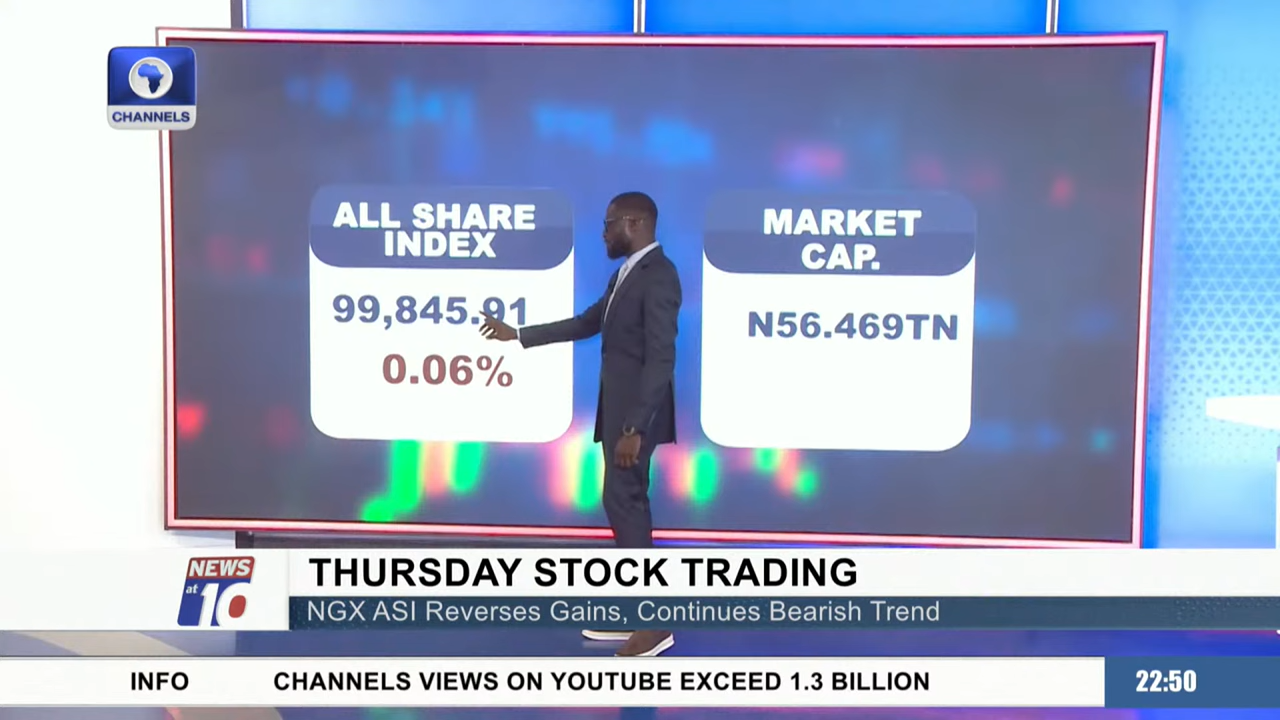 CHANNELS
ALL SHARE
INDEX
99,845.91
0.06%
MARKET
CAP.
N56.469TN
NEWS
at
10
THURSDAY STOCK TRADING
NGX ASI Reverses Gains, Continues Bearish Trend
INFO
CHANNELS VIEWS ON YOUTUBE EXCEED 1.3 BILLION
22:50